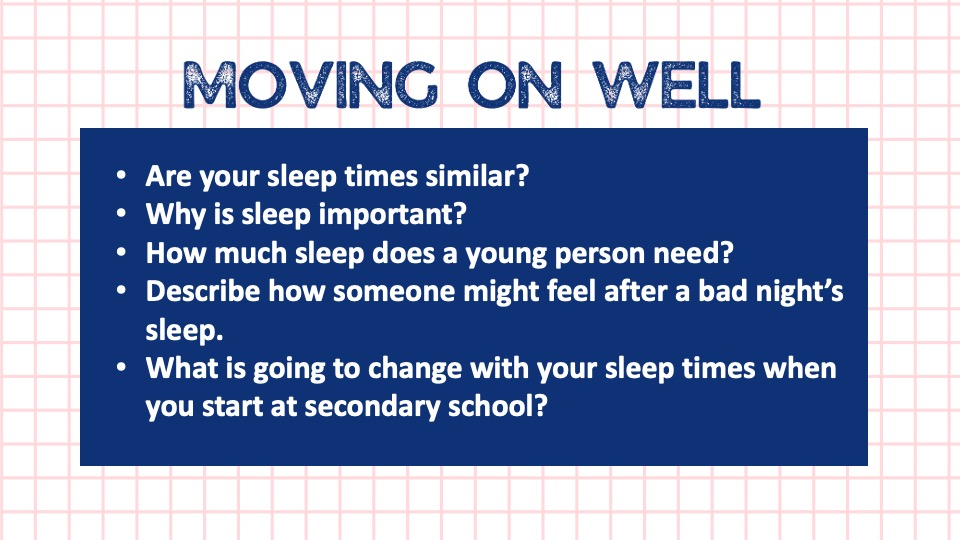 MOVING ON WELL
• Are your sleep times similar?
• Why is sleep important?
• How much sleep does a young person need?
• Describe how someone might feel after a bad night’s
sleep.
• What is going to change with your sleep times when
you start at secondary school?